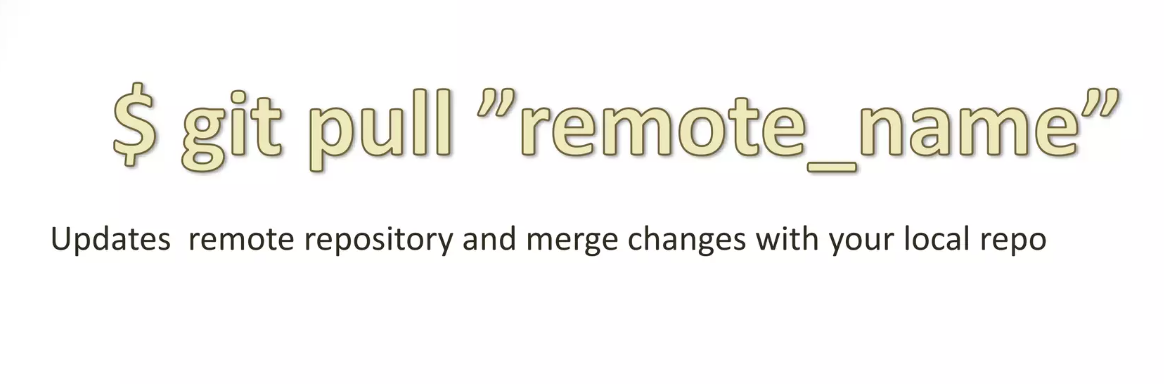 $ git pull ”remote_name”
Updates  remote repository and merge changes with your local repo